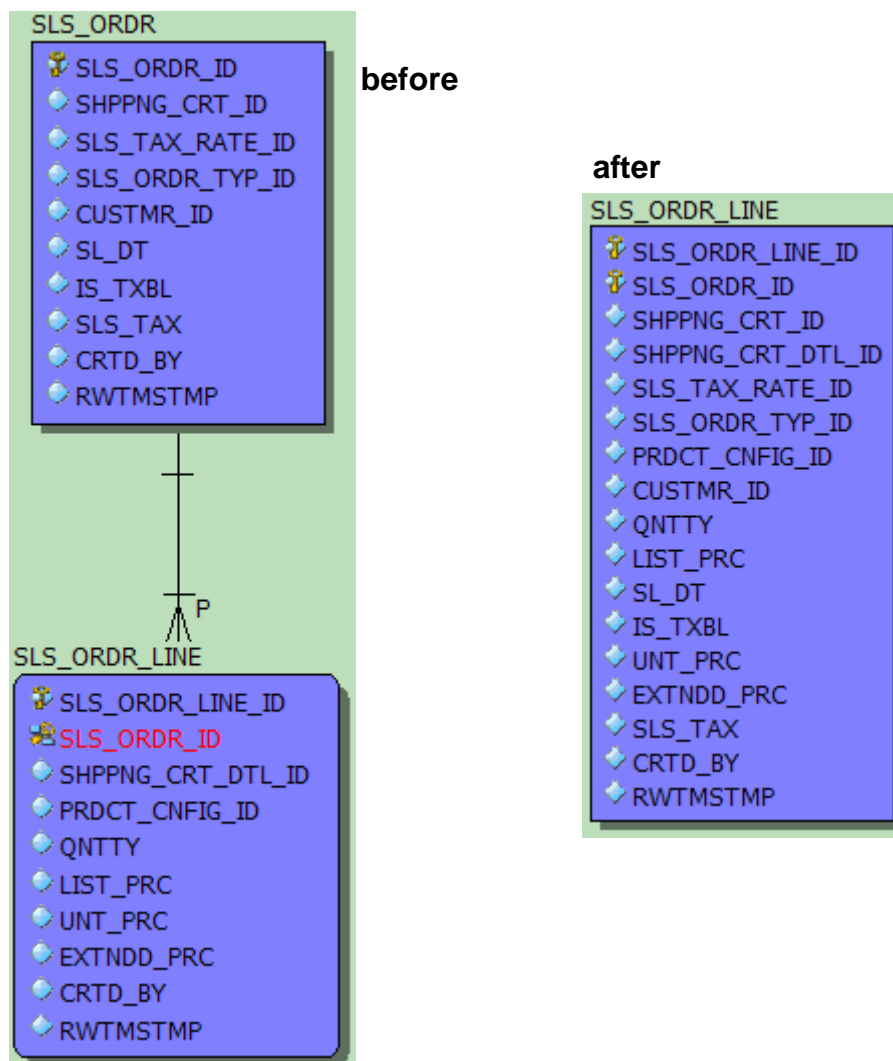 SLS_ORDR
SLS_ORDR_ID
SHPPNG_CRT_ID
SLS_TAX_RATE_ID
SLS_ORDR_TYP_ID
CUSTMR_ID
SL_DT
IS_TXBL
SLS_TAX
CRTD_BY
RWTMSTMP
before
P
SLS_ORDR_LINE
SLS_ORDR_LINE_ID
SLS_ORDR_ID
SHPPNG_CRT_DTL_ID
PRDCT_CNFIG_ID
QNTTY
LIST_PRC
UNT_PRC
EXTNDD_PRC
CRTD_BY
RWTMSTMP
after
SLS_ORDR_LINE
SLS_ORDR_LINE_ID
SLS_ORDR_ID
SHPPNG_CRT_ID
SHPPNG_CRT_DTL_ID
SLS_TAX_RATE_ID
SLS_ORDR_TYP_ID
PRDCT_CNFIG_ID
CUSTMR_ID
QNTTY
LIST_PRC
SL_DT
IS_TXBL
UNT_PRC
EXTNDD_PRC
SLS_TAX
CRTD_BY
RWTMSTMP